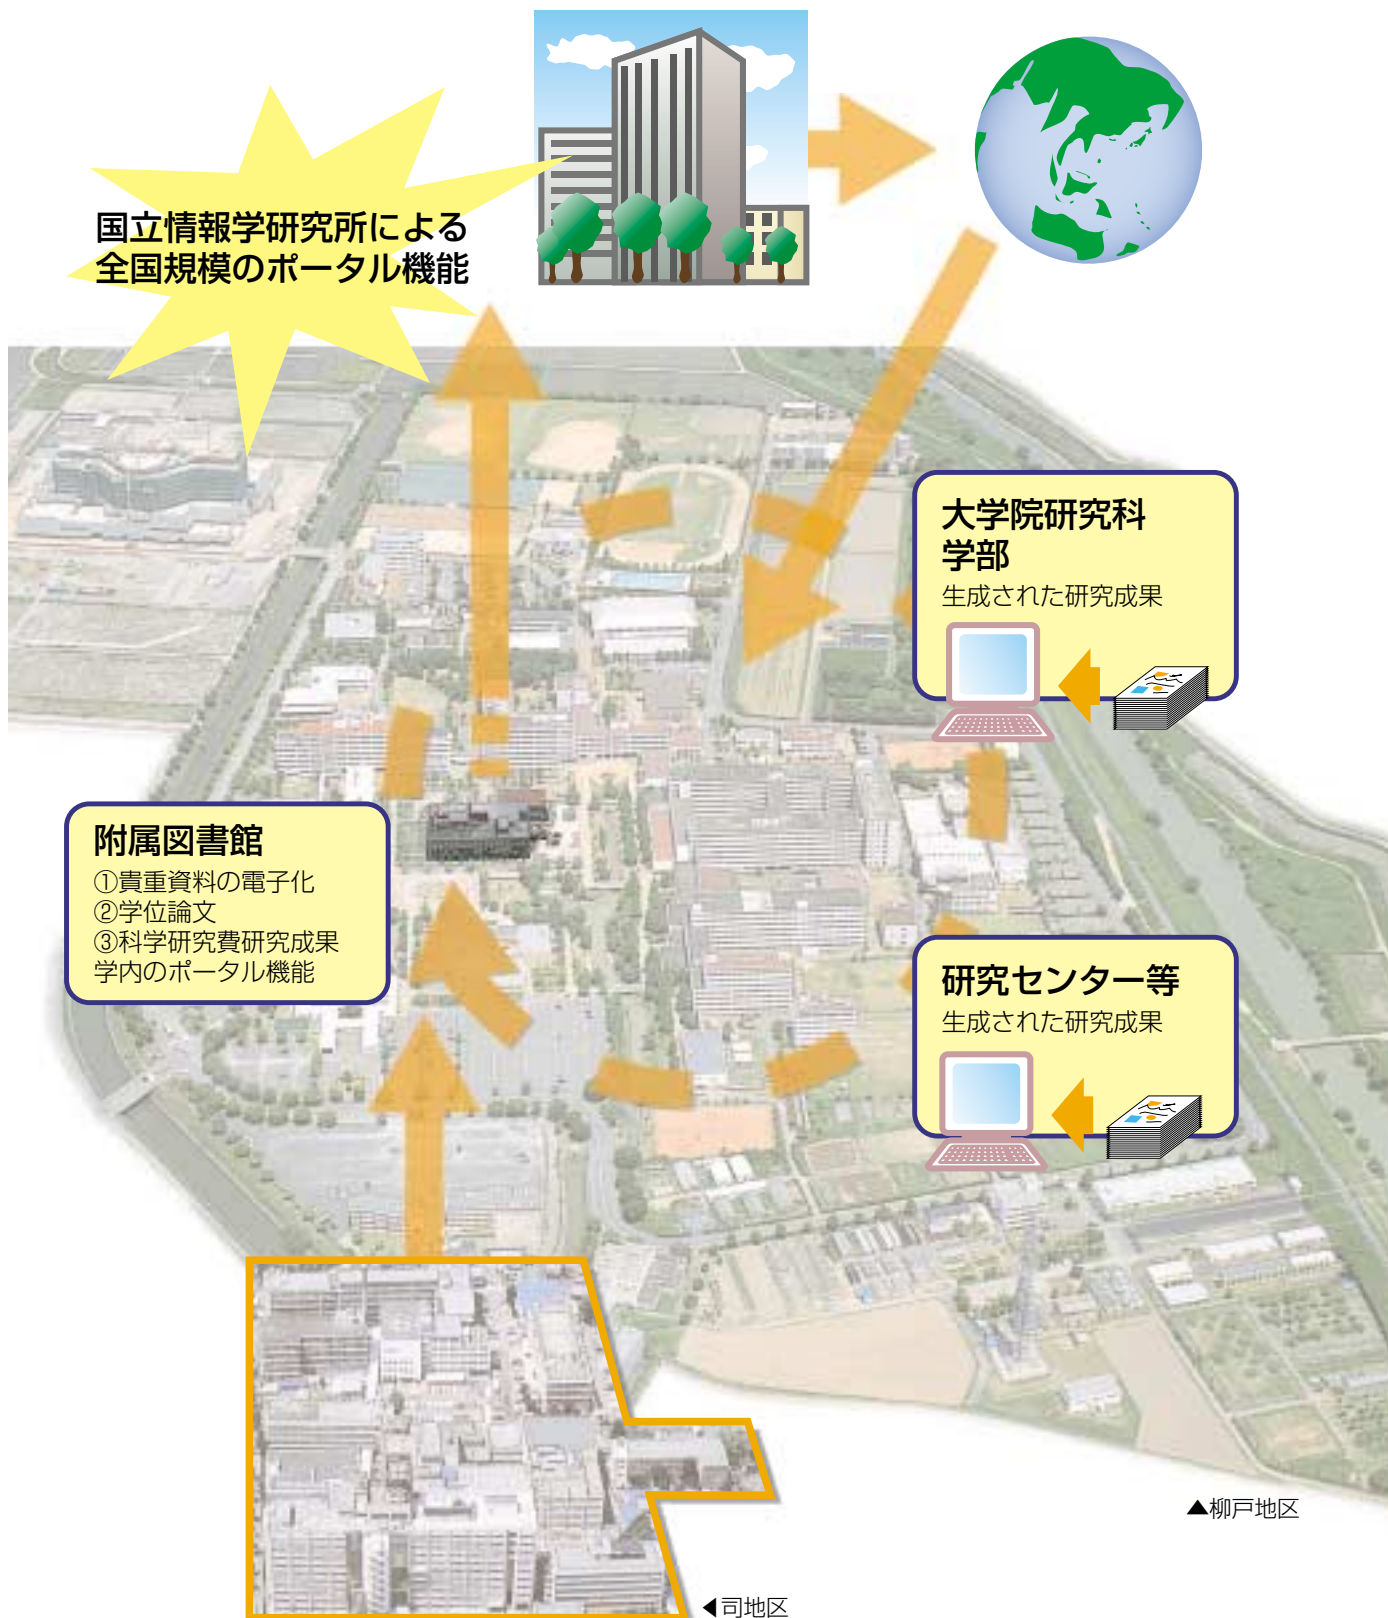 国立情報学研究所による
全国規模のポータル機能
大学院研究科
学部
生成された研究成果
附属図書館
①貴重資料の電子化
②学位論文
③科学研究費研究成果
学内のポータル機能
研究センター等
生成された研究成果
▲柳戸地区
◀司地区